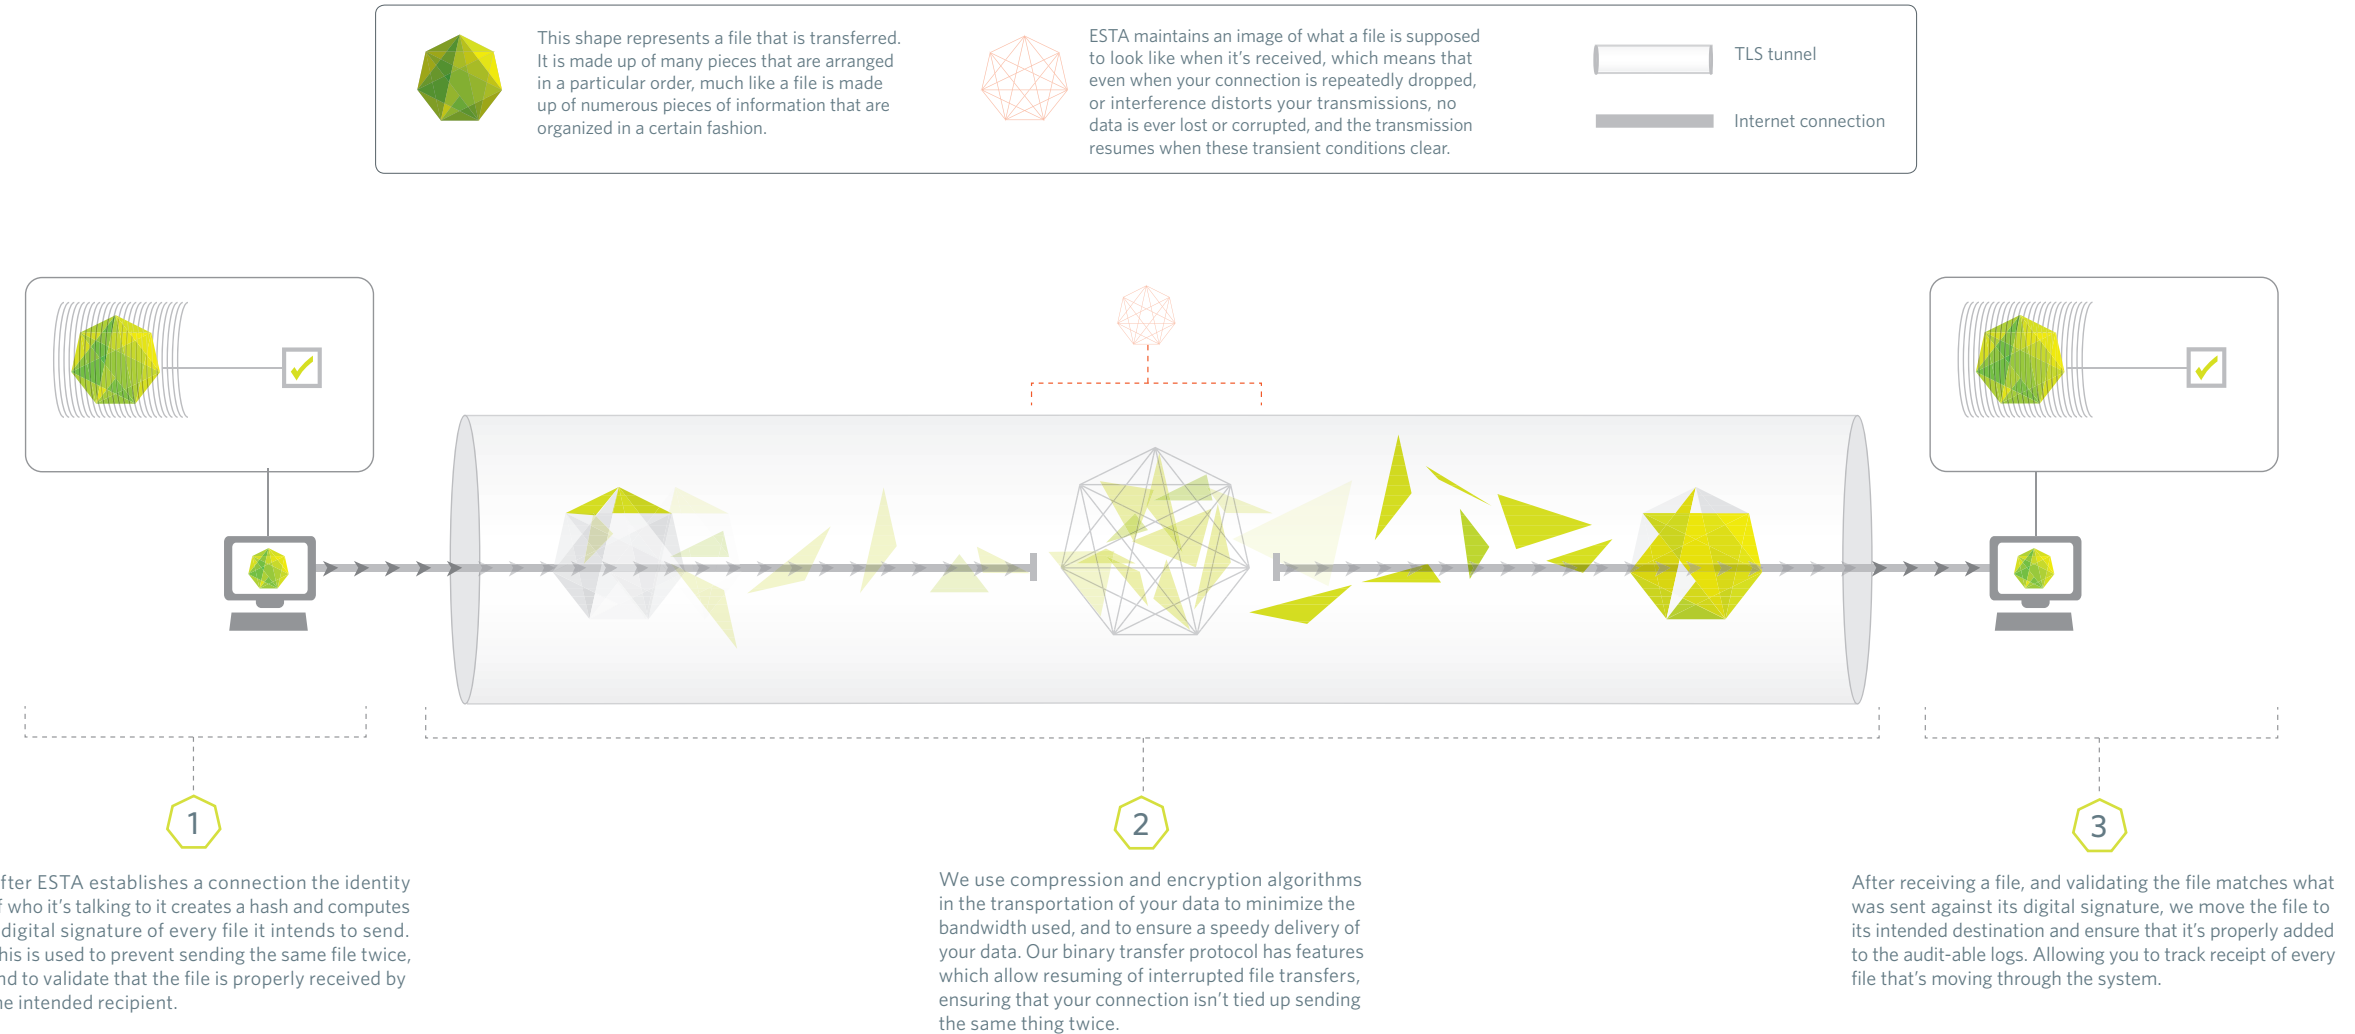 This shape represents a file that is transferred.
It is made up of many pieces that are arranged
in a particular order, much like a file is made
up of numerous pieces of information that are
organized in a certain fashion.
ESTA maintains an image of what a file is supposed
to look like when it's received, which means that
even when your connection is repeatedly dropped,
or interference distorts your transmissions, no
data is ever lost or corrupted, and the transmission
resumes when these transient conditions clear.
TLS tunnel
Internet connection
1
fter ESTA establishes a connection the identity
f who it's talking to it creates a hash and computes
digital signature of every file it intends to send.
his is used to prevent sending the same file twice,
nd to validate that the file is properly received by
he intended recipient.
2
We use compression and encryption algorithms
in the transportation of your data to minimize the
bandwidth used, and to ensure a speedy delivery of
your data. Our binary transfer protocol has features
which allow resuming of interrupted file transfers,
ensuring that your connection isn't tied up sending
the same thing twice.
3
After receiving a file, and validating the file matches what
was sent against its digital signature, we move the file to
its intended destination and ensure that it's properly added
to the audit-able logs. Allowing you to track receipt of every
file that's moving through the system.